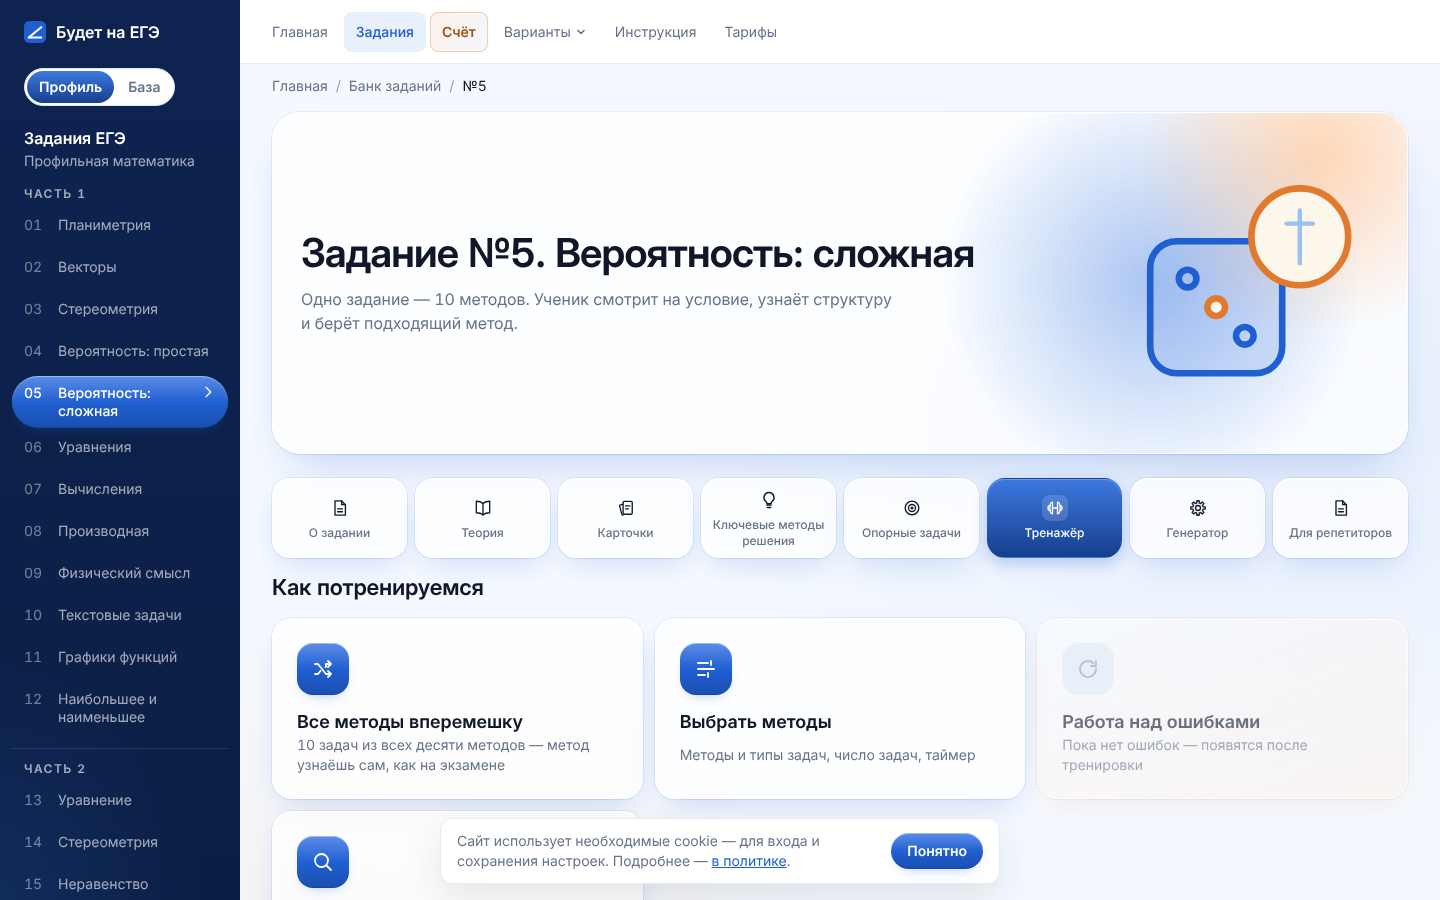 Будет на ЕГЭ
Профиль
База
Задания ЕГЭ
Профильная математика
ЧАСТЬ 1
01 Планиметрия
02 Векторы
03 Стереометрия
04 Вероятность: простая
05 Вероятность:
сложная
06 Уравнения
07 Вычисления
08 Производная
09 Физический смысл
10 Текстовые задачи
11 Графики функций
12 Наибольшее и
наименьшее
ЧАСТЬ 2
13 Уравнение
14 Стереометрия
15 Неравенство
Главная
Задания
Счёт
Варианты
Инструкция
Тарифы
Главная / Банк заданий / №5
Задание №5. Вероятность: сложная
Одно задание — 10 методов. Ученик смотрит на условие, узнаёт структуру
и берёт подходящий метод.
О задании
Теория
Карточки
Ключевые методы
решения
Опорные задачи
Тренажёр
Генератор
Для репетиторов
Как потренируемся
Все методы вперемешку
10 задач из всех десяти методов — метод
узнаёшь сам, как на экзамене
Выбрать методы
Методы и типы задач, число задач, таймер
Работа над ошибками
Пока нет ошибок — появятся после
тренировки
Сайт использует необходимые cookie — для входа и
сохранения настроек. Подробнее — в политике.
Понятно